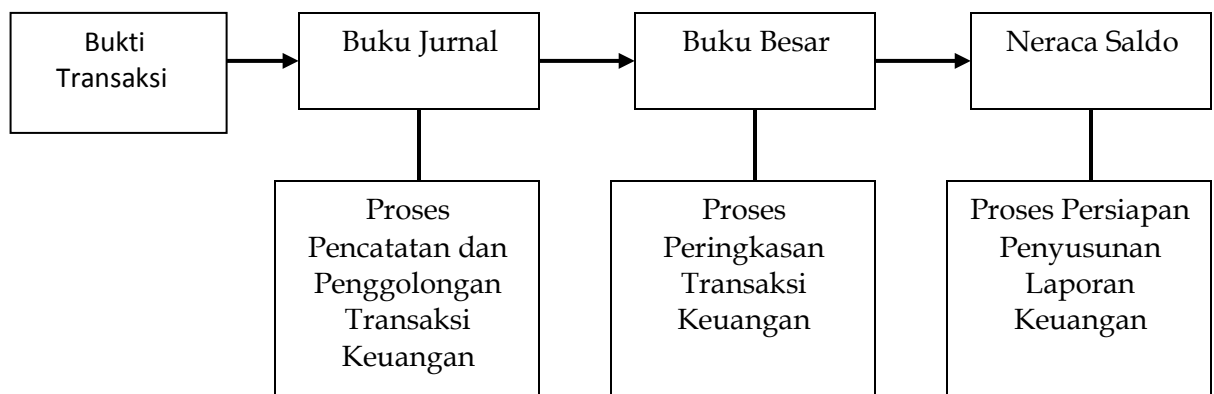 Bukti
Transaksi
Buku Jurnal
Buku Besar
Neraca Saldo
Proses
Pencatatan dan
Penggolongan
Transaksi
Keuangan
Proses
Peringkasan
Transaksi
Keuangan
Proses Persiapan
Penyusunan
Laporan
Keuangan